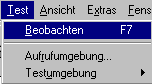 Test Ansicht Extras Fens
Beobachten F7
Aufrufumgebung...
Testumgebung